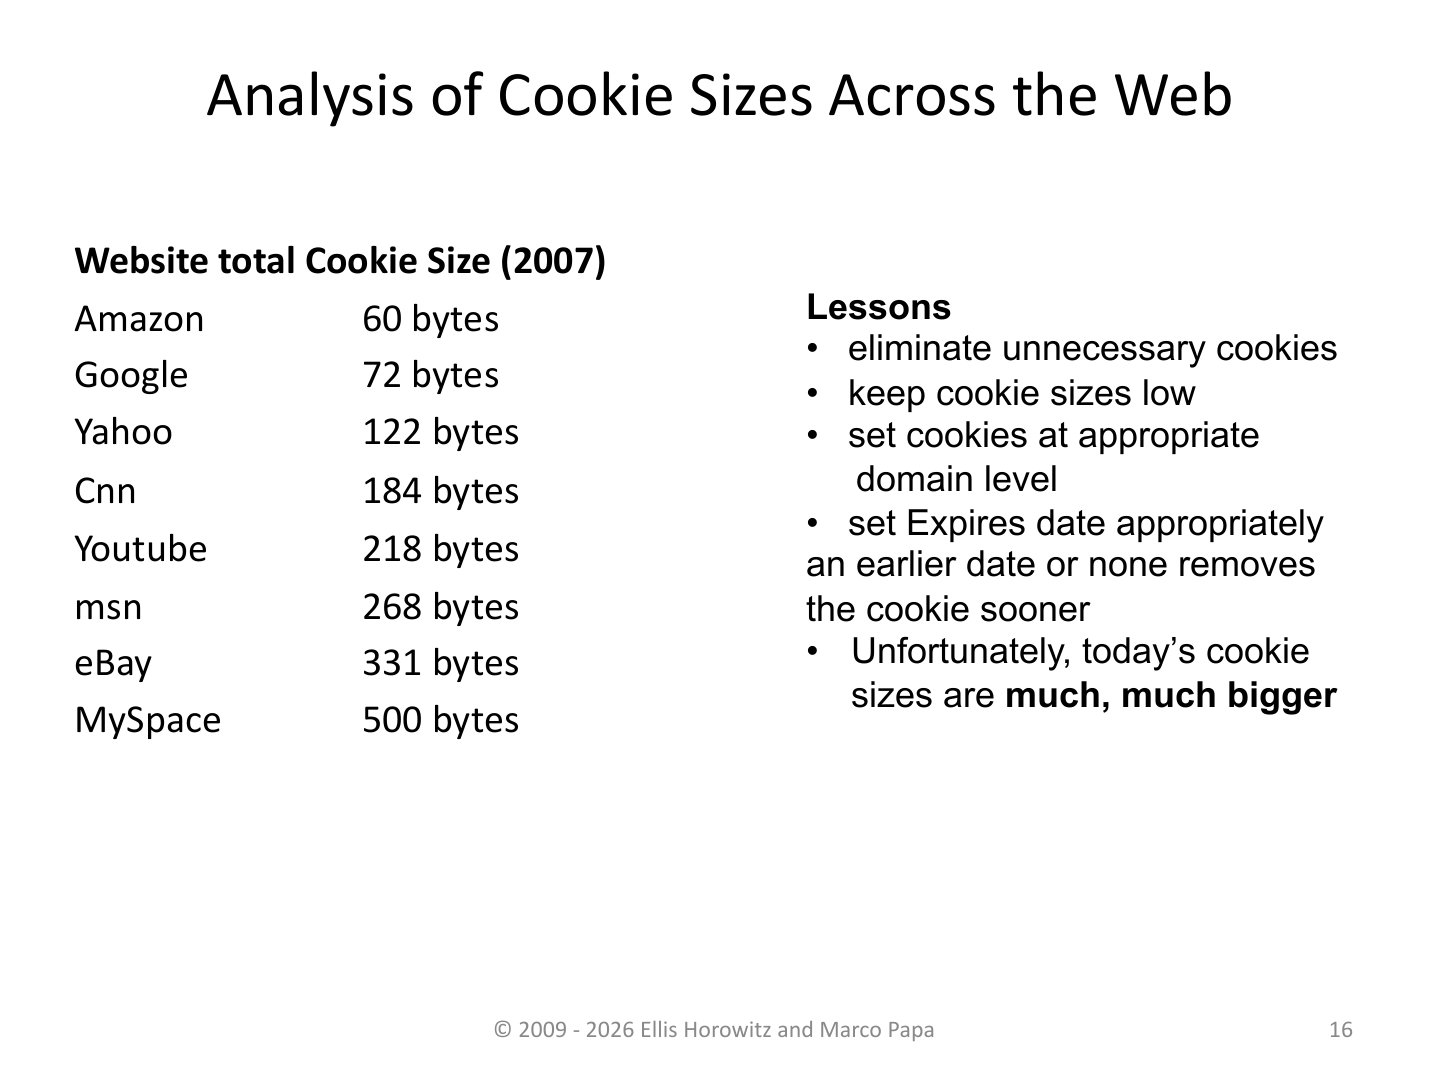 Analysis of Cookie Sizes Across the Web
Website total Cookie Size (2007)
Amazon 60 bytes
Google 72 bytes
Yahoo 122 bytes
Cnn 184 bytes
Youtube 218 bytes
msn 268 bytes
eBay 331 bytes
MySpace 500 bytes
Lessons
• eliminate unnecessary cookies
• keep cookie sizes low
• set cookies at appropriate
domain level
• set Expires date appropriately
an earlier date or none removes
the cookie sooner
• Unfortunately, today’s cookie
sizes are much, much bigger
© 2009 - 2026 Ellis Horowitz and Marco Papa
16